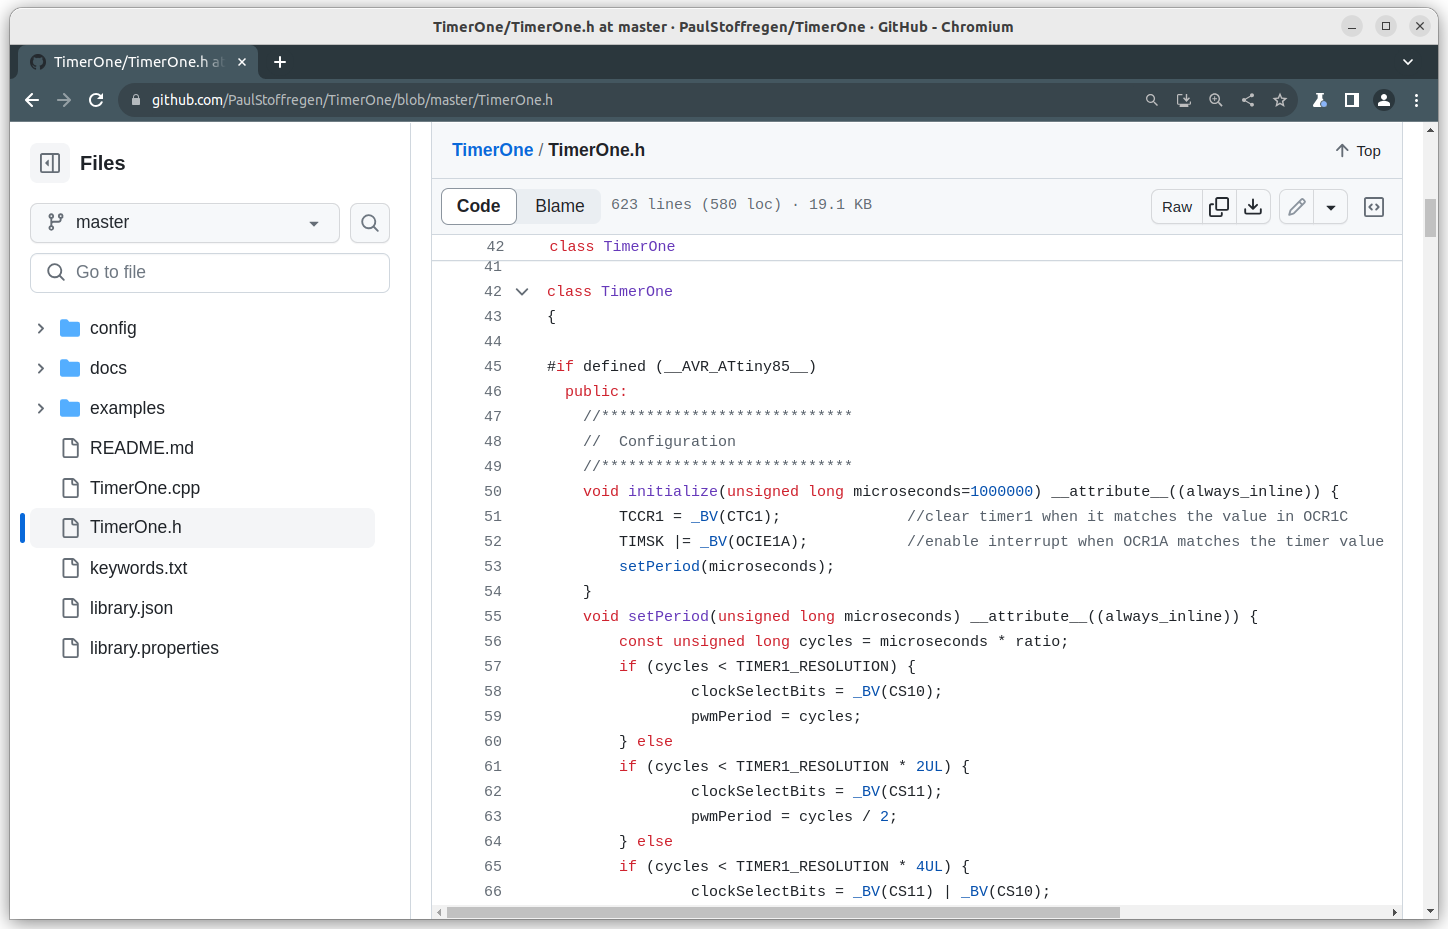 TimerOne/TimerOne.h at master · PaulStoffregen/TimerOne · GitHub - Chromium
TimerOne/TimerOne.h at
github.com/PaulStoffregen/TimerOne/blob/master/TimerOne.h
Files
master
Go to file
config
docs
examples
README.md
TimerOne.cpp
TimerOne.h
keywords.txt
library.json
library.properties
TimerOne / TimerOne.h
Top
Code Blame 623 lines (580 loc) · 19.1 KB Raw
42 class TimerOne
41
42 class TimerOne
43 {
44
45 #if defined (__AVR_ATtiny85__)
46 public:
47 //****************************
48 //  Configuration
49 //****************************
50 void initialize(unsigned long microseconds=1000000) __attribute__((always_inline)) {
51 TCCR1 = _BV(CTC1); //clear timer1 when it matches the value in OCR1C
52 TIMSK |= _BV(OCIE1A); //enable interrupt when OCR1A matches the timer value
53 setPeriod(microseconds);
54 }
55 void setPeriod(unsigned long microseconds) __attribute__((always_inline)) {
56 const unsigned long cycles = microseconds * ratio;
57 if (cycles < TIMER1_RESOLUTION) {
58 clockSelectBits = _BV(CS10);
59 pwmPeriod = cycles;
60 } else
61 if (cycles < TIMER1_RESOLUTION * 2UL) {
62 clockSelectBits = _BV(CS11);
63 pwmPeriod = cycles / 2;
64 } else
65 if (cycles < TIMER1_RESOLUTION * 4UL) {
66 clockSelectBits = _BV(CS11) | _BV(CS10);